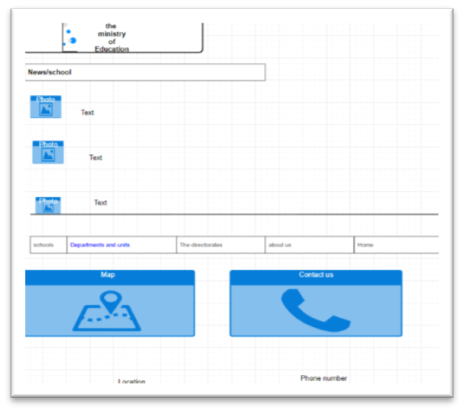 the
ministry
of
Education
News/school
Photo
Text
Photo
Text
Photo
Text
schools Departments and units The directorates about us Home
Map Contact us
Location Phone number